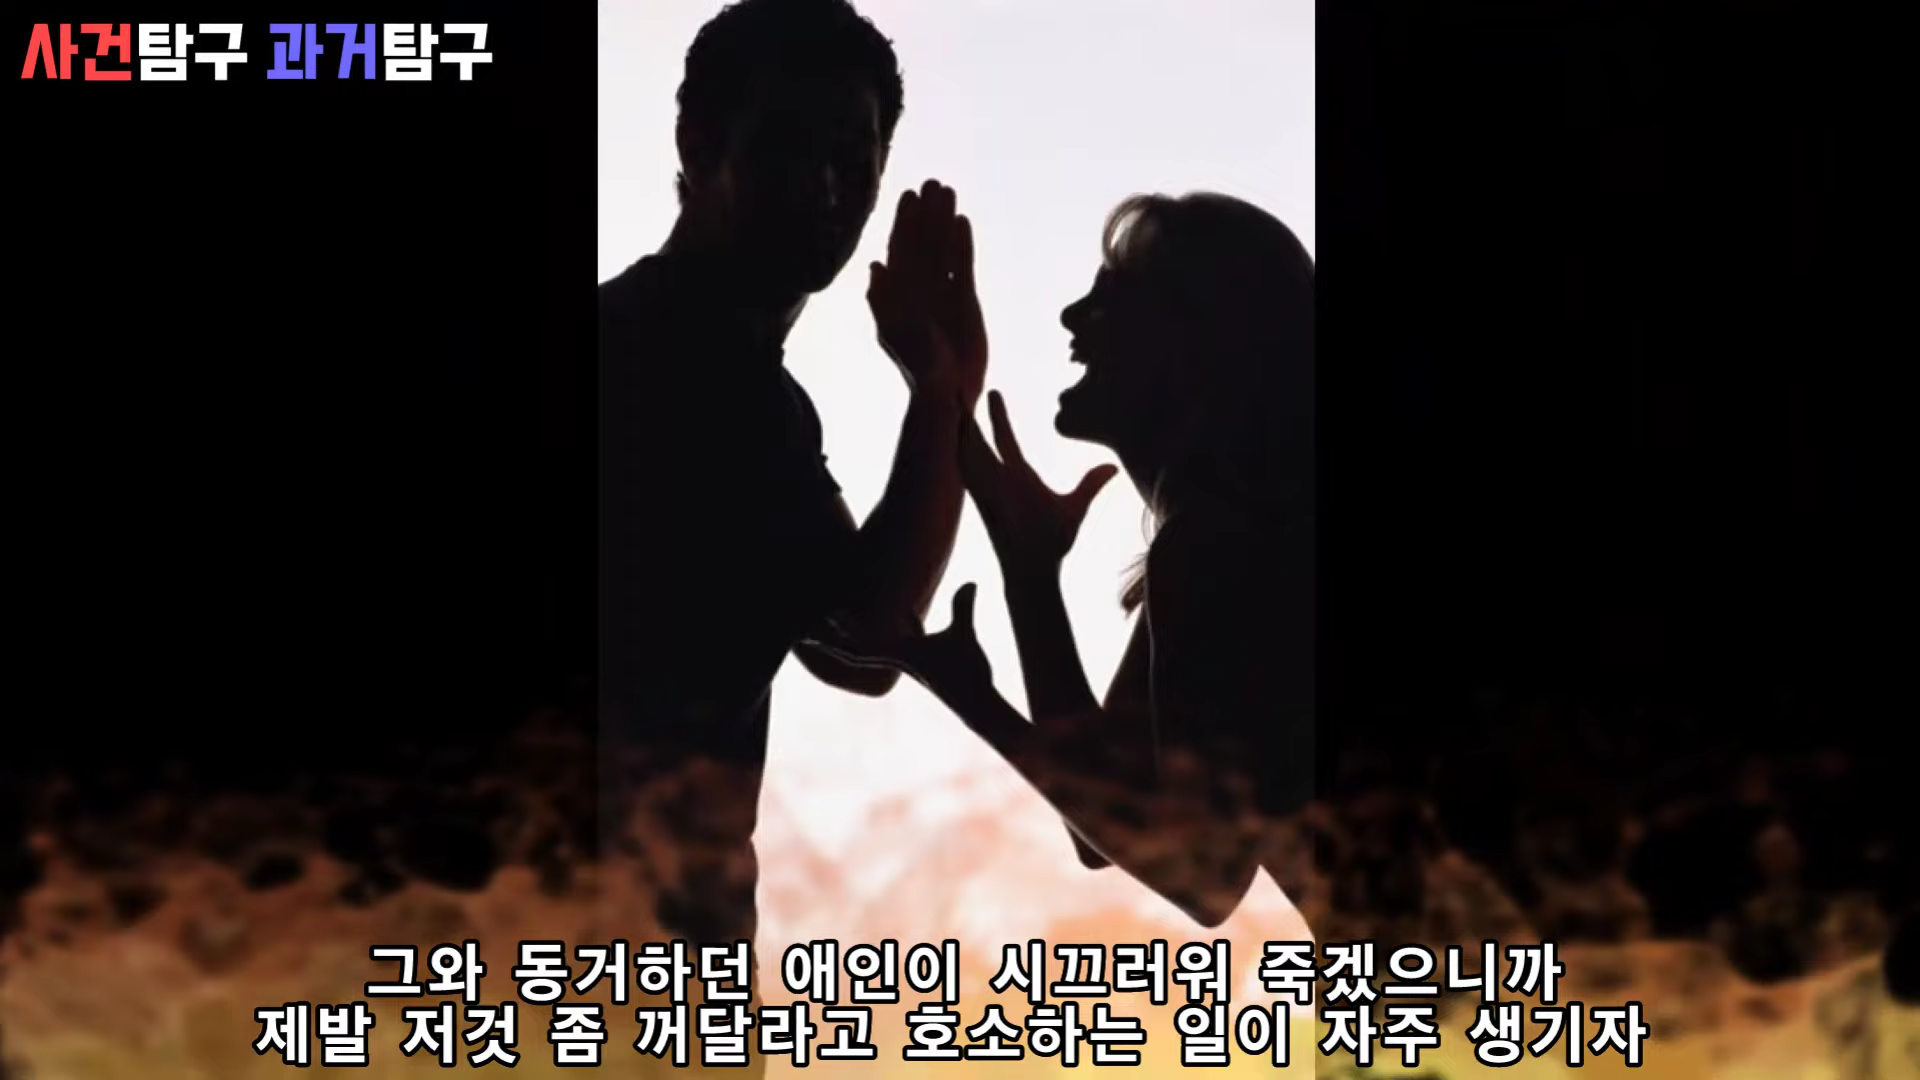 사건탐구 과거탐구
그와 동거하던 애인이 시끄러워 죽겠으니까
제발 저것 좀 꺼달라고 호소하는 일이 자주 생기자